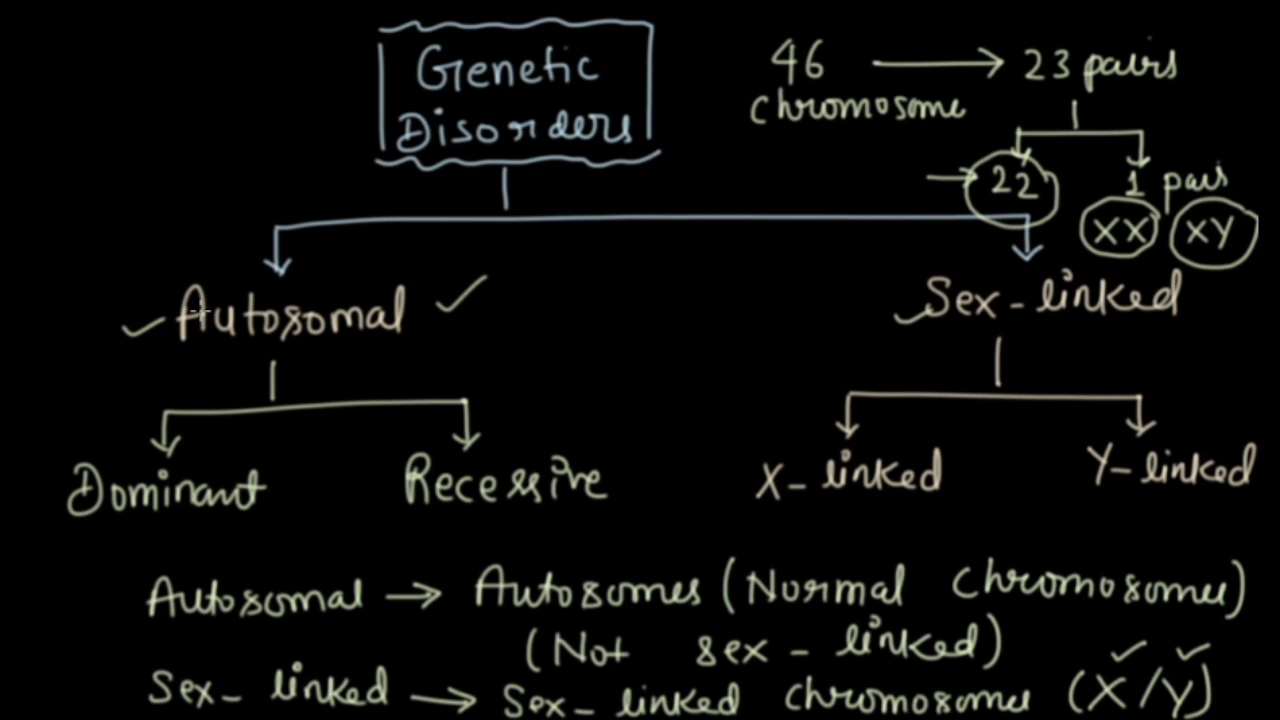 Genetic
Disorders
46 → 23 pairs
chromosome
22 1 pair
XX XY
Autosomal
Sex-linked
Dominant Recessive
X-linked Y-linked
Autosomal → Autosomes (Normal chromosomes)
(Not sex-linked)
Sex-linked → Sex-linked chromosome (X/Y)